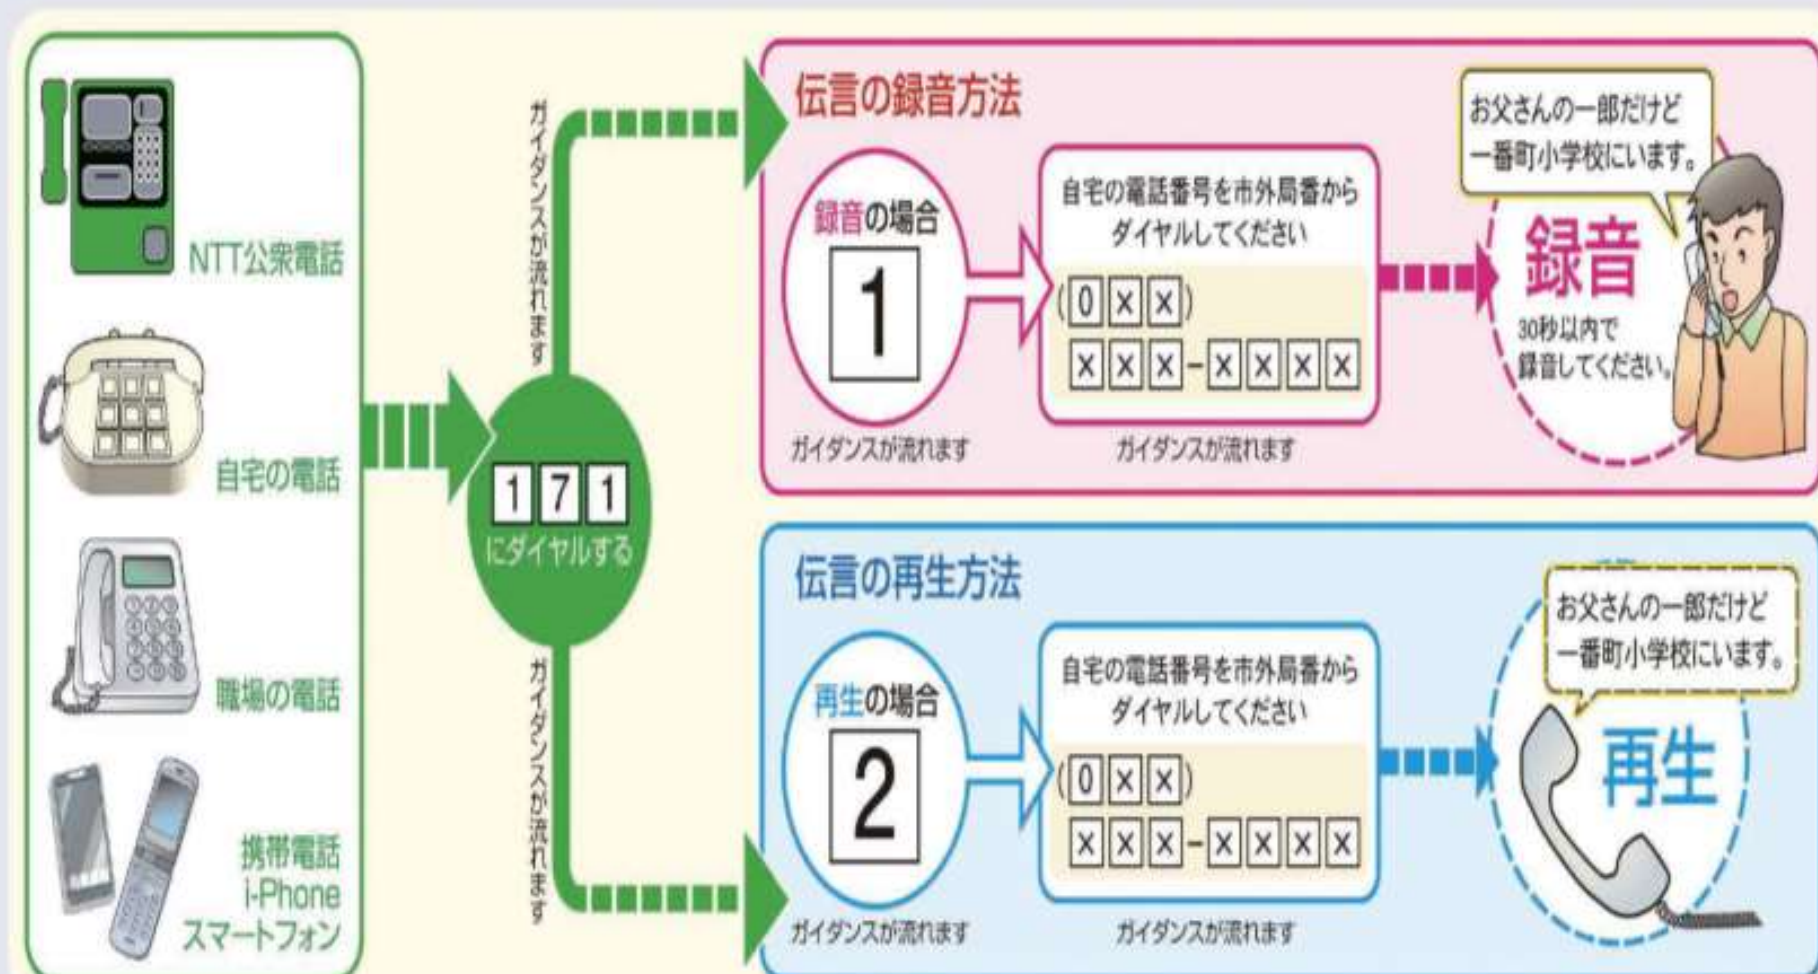 NTT公衆電話
自宅の電話
職場の電話
携帯電話
i-Phone
スマートフォン
ガイダンスが流れます
1 7 1
にダイヤルする
ガイダンスが流れます
伝言の録音方法
録音の場合
1
ガイダンスが流れます
自宅の電話番号を市外局番から
ダイヤルしてください
(0××)
×××-××××
ガイダンスが流れます
お父さんの一郎だけど
一番町小学校にいます。
録音
30秒以内で
録音してください。
伝言の再生方法
再生の場合
2
ガイダンスが流れます
自宅の電話番号を市外局番から
ダイヤルしてください
(0××)
×××-××××
ガイダンスが流れます
お父さんの一郎だけど
一番町小学校にいます。
再生